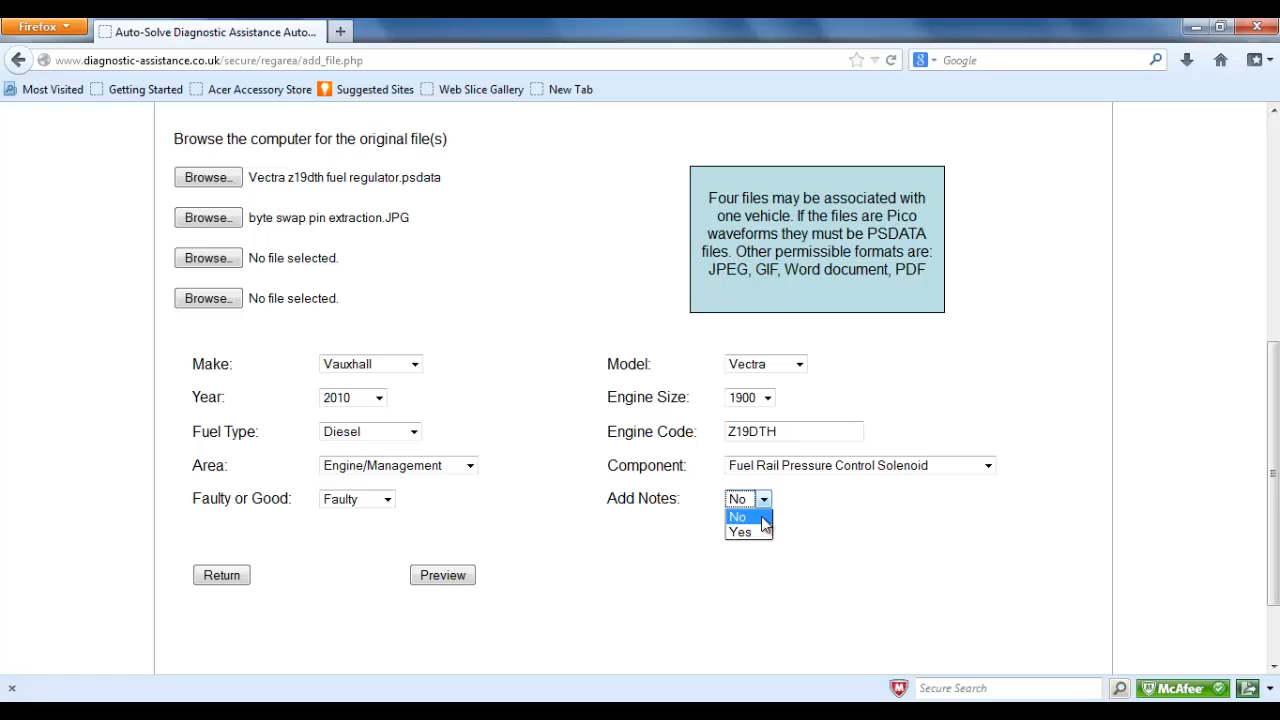 Firefox
Auto-Solve Diagnostic Assistance Auto...
www.diagnostic-assistance.co.uk/secure/regarea/add_file.php
Google
Most Visited Getting Started Acer Accessory Store Suggested Sites Web Slice Gallery New Tab
Browse the computer for the original file(s)
Browse... Vectra z19dth fuel regulator.psdata
Browse... byte swap pin extraction.JPG
Browse... No file selected.
Browse... No file selected.
Four files may be associated with
one vehicle. If the files are Pico
waveforms they must be PSDATA
files. Other permissible formats are:
JPEG, GIF, Word document, PDF
Make: Vauxhall Model: Vectra
Year: 2010 Engine Size: 1900
Fuel Type: Diesel Engine Code: Z19DTH
Area: Engine/Management Component: Fuel Rail Pressure Control Solenoid
Faulty or Good: Faulty Add Notes: No
No
Yes
Return Preview
Secure Search McAfee